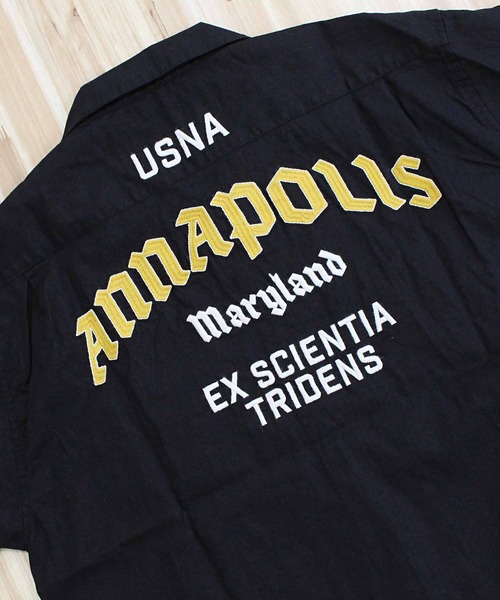 USNA
ANNAPOLIS
Maryland
EX SCIENTIA
TRIDENS